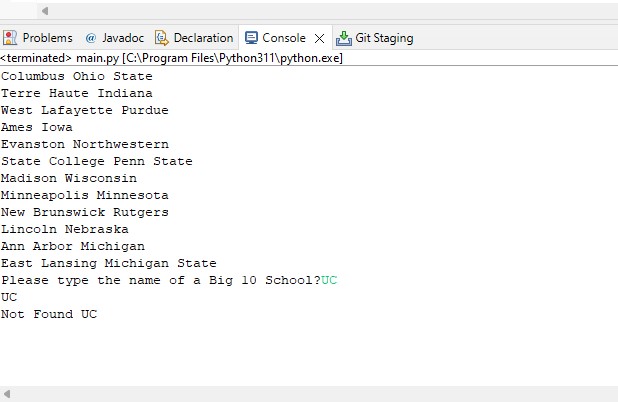 Problems @ Javadoc Declaration Console Git Staging
<terminated> main.py [C:\Program Files\Python311\python.exe]
Columbus Ohio State
Terre Haute Indiana
West Lafayette Purdue
Ames Iowa
Evanston Northwestern
State College Penn State
Madison Wisconsin
Minneapolis Minnesota
New Brunswick Rutgers
Lincoln Nebraska
Ann Arbor Michigan
East Lansing Michigan State
Please type the name of a Big 10 School?UC
UC
Not Found UC